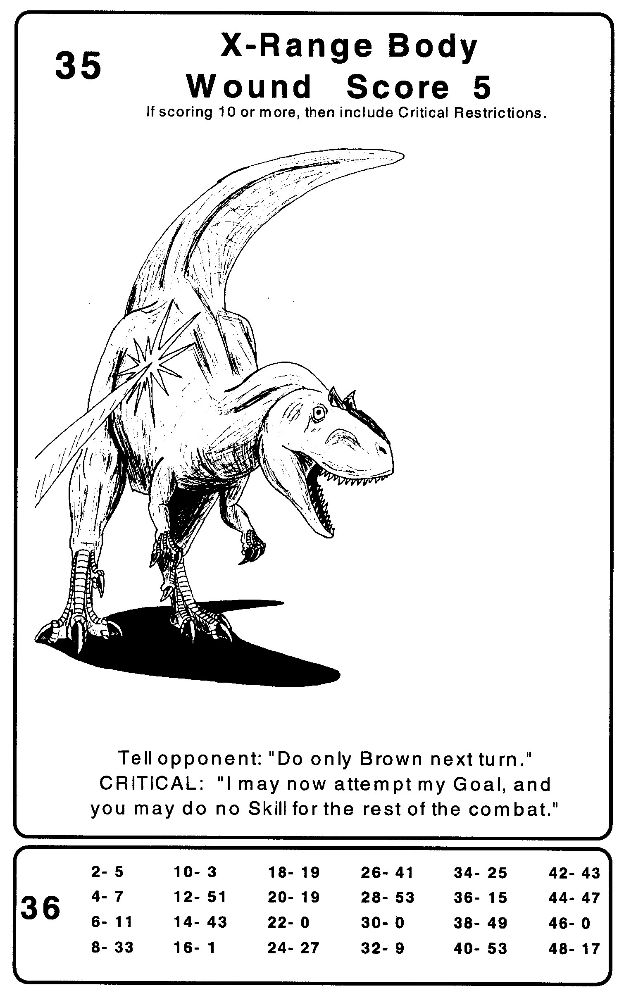 35
X-Range Body
Wound Score 5
If scoring 10 or more, then include Critical Restrictions.
Tell opponent: "Do only Brown next turn."
CRITICAL: "I may now attempt my Goal, and
you may do no Skill for the rest of the combat."
36
2- 5 10- 3 18- 19 26- 41 34- 25 42- 43
4- 7 12- 51 20- 19 28- 53 36- 15 44- 47
6- 11 14- 43 22- 0 30- 0 38- 49 46- 0
8- 33 16- 1 24- 27 32- 9 40- 53 48- 17